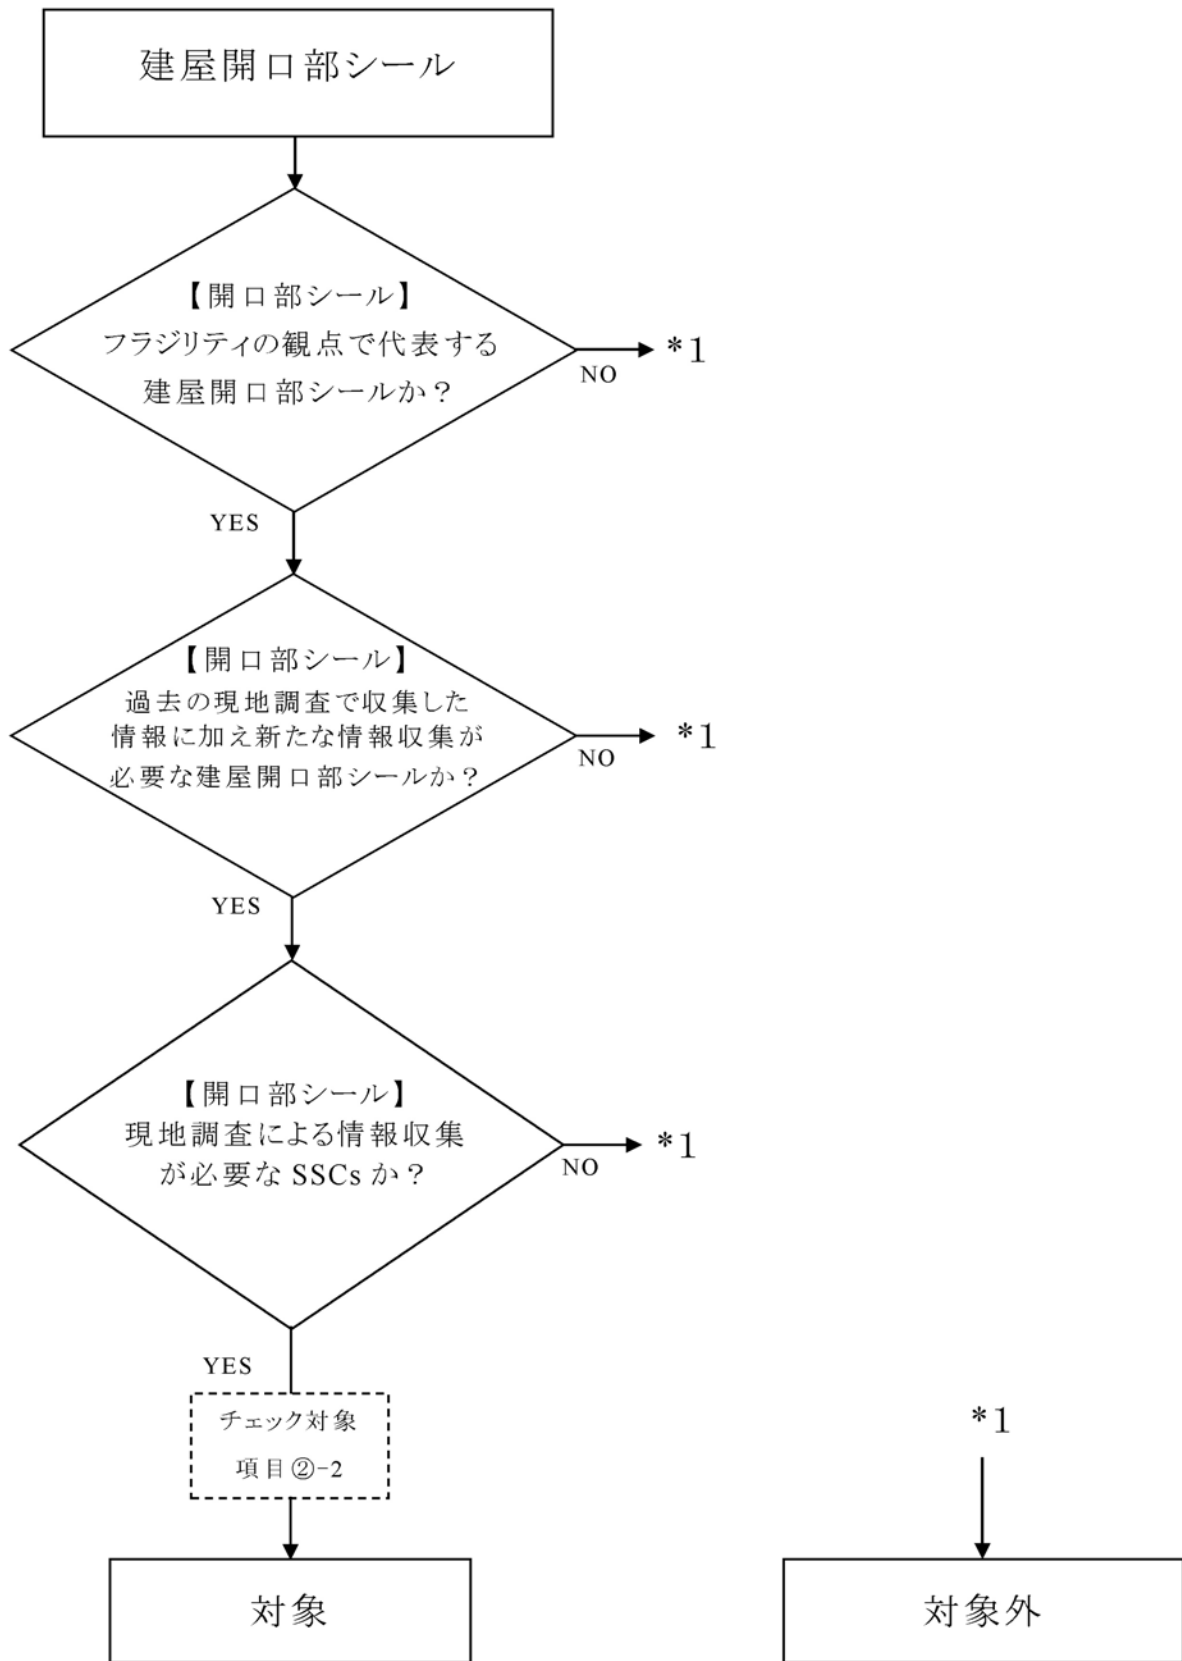 建屋開口部シール
【開口部シール】
フラジリティの観点で代表する
建屋開口部シールか？
NO
*1
YES
【開口部シール】
過去の現地調査で収集した
情報に加え新たな情報収集が
必要な建屋開口部シールか？
NO
*1
YES
【開口部シール】
現地調査による情報収集
が必要な SSCs か？
NO
*1
YES
チェック対象
項目②-2
対象
*1
対象外